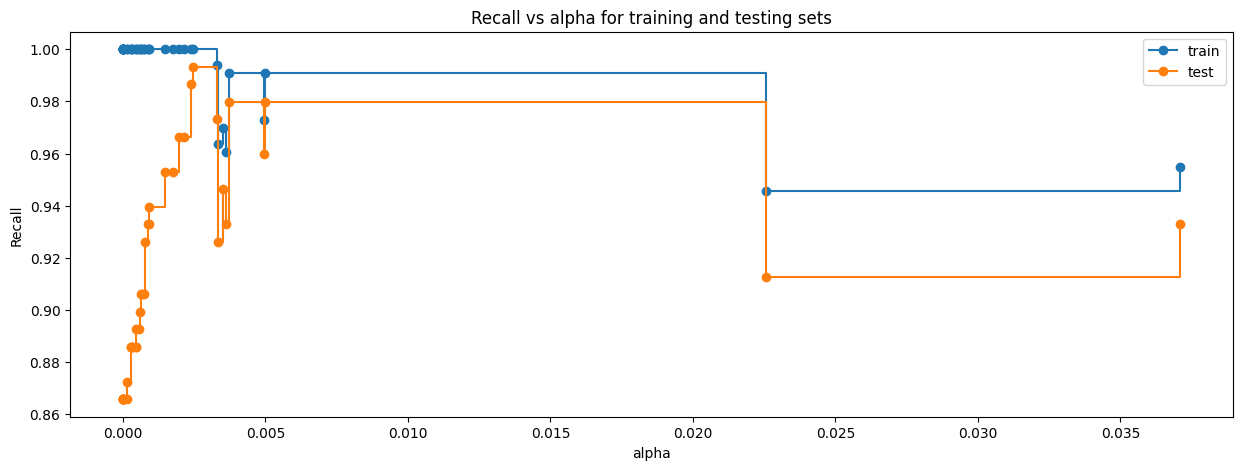 Recall vs alpha for training and testing sets
train
test
Recall
1.00
0.98
0.96
0.94
0.92
0.90
0.88
0.86
0.000 0.005 0.010 0.015 0.020 0.025 0.030 0.035
alpha